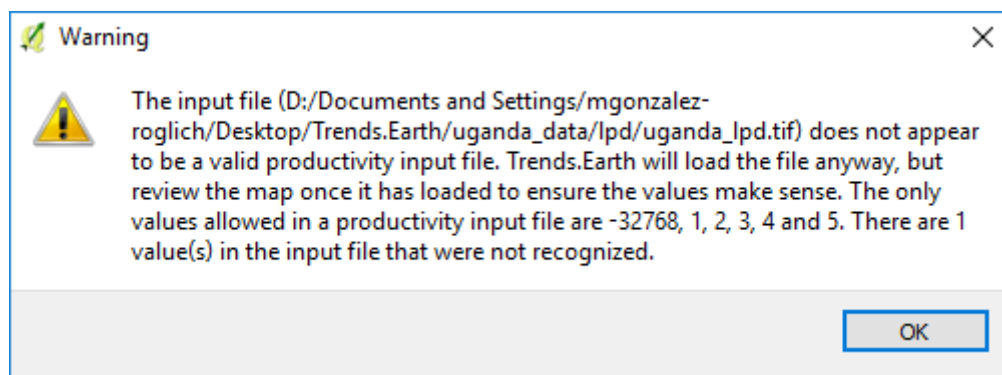 Warning
The input file (D:/Documents and Settings/mgonzalez-
roglich/Desktop/Trends.Earth/uganda_data/lpd/uganda_lpd.tif) does not appear
to be a valid productivity input file. Trends.Earth will load the file anyway, but
review the map once it has loaded to ensure the values make sense. The only
values allowed in a productivity input file are -32768, 1, 2, 3, 4 and 5. There are 1
value(s) in the input file that were not recognized.
OK